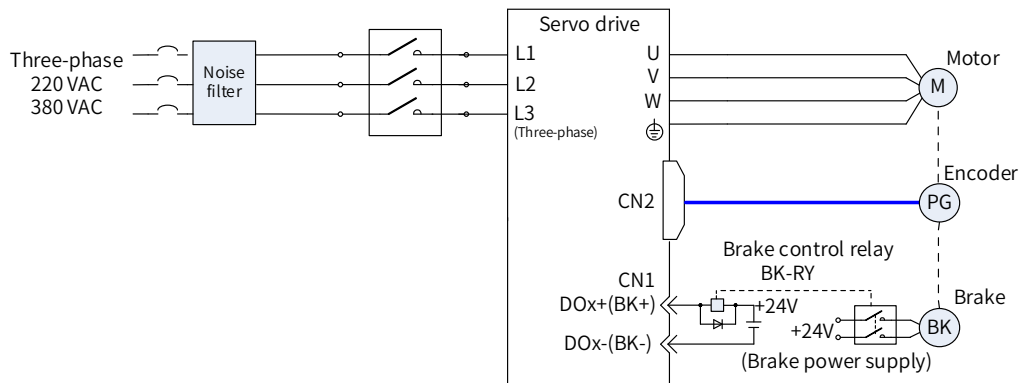 Servo drive
Three-phase
220 VAC
380 VAC
Noise
filter
L1
L2
L3
(Three-phase)
U
V
W
Motor
M
Encoder
CN2
PG
Brake control relay
BK-RY
CN1
DOx+(BK+)
+24V
Brake
+24V
BK
DOx-(BK-)
(Brake power supply)